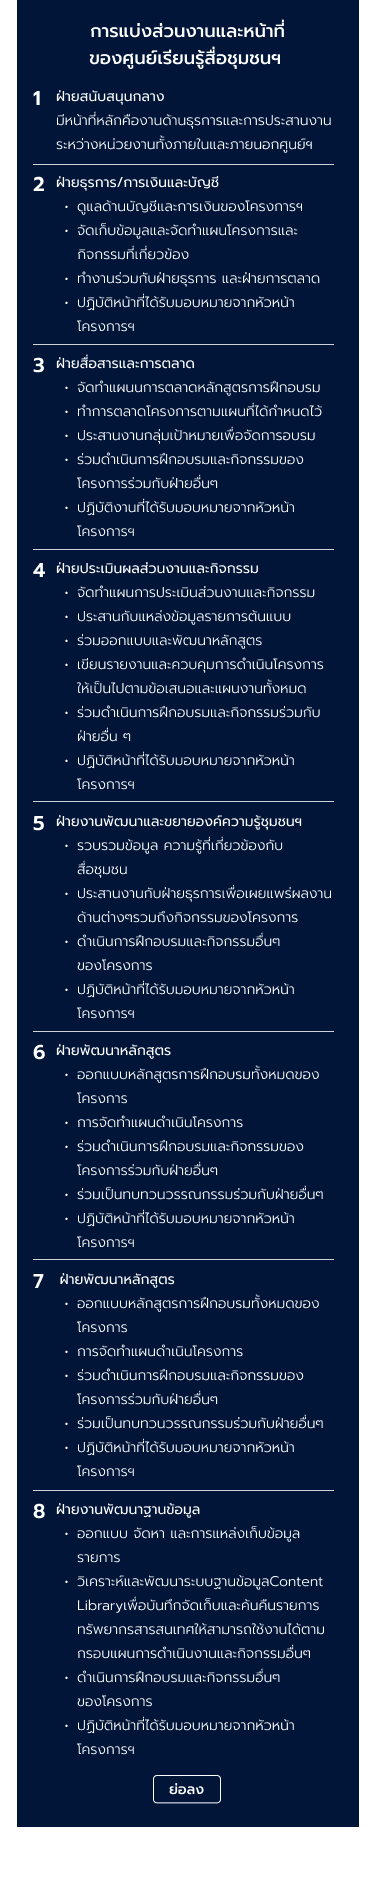 การแบ่งส่วนงานและหน้าที่
ของศูนย์เรียนรู้สื่อชุมชนฯ
1 ฝ่ายสนับสนุนกลาง
มีหน้าที่หลักคืองานด้านธุรการและการประสานงาน
ระหว่างหน่วยงานทั้งภายในและภายนอกศูนย์ฯ
2 ฝ่ายธุรการ/การเงินและบัญชี
• ดูแลด้านบัญชีและการเงินของโครงการฯ
• จัดเก็บข้อมูลและจัดทำแผนโครงการและ
กิจกรรมที่เกี่ยวข้อง
• ทำงานร่วมกับฝ่ายธุรการ และฝ่ายการตลาด
• ปฏิบัติหน้าที่ได้รับมอบหมายจากหัวหน้า
โครงการฯ
3 ฝ่ายสื่อสารและการตลาด
• จัดทำแผนนการตลาดหลักสูตรการฝึกอบรม
• ทำการตลาดโครงการตามแผนที่ได้กำหนดไว้
• ประสานงานกลุ่มเป้าหมายเพื่อจัดการอบรม
• ร่วมดำเนินการฝึกอบรมและกิจกรรมของ
โครงการร่วมกับฝ่ายอื่นๆ
• ปฏิบัติงานที่ได้รับมอบหมายจากหัวหน้า
โครงการฯ
4 ฝ่ายประเมินผลส่วนงานและกิจกรรม
• จัดทำแผนการประเมินส่วนงานและกิจกรรม
• ประสานกับแหล่งข้อมูลรายการต้นแบบ
• ร่วมออกแบบและพัฒนาหลักสูตร
• เขียนรายงานและควบคุมการดำเนินโครงการ
ให้เป็นไปตามข้อเสนอและแผนงานทั้งหมด
• ร่วมดำเนินการฝึกอบรมและกิจกรรมร่วมกับ
ฝ่ายอื่น ๆ
• ปฏิบัติหน้าที่ได้รับมอบหมายจากหัวหน้า
โครงการฯ
5 ฝ่ายงานพัฒนาและขยายองค์ความรู้ชุมชนฯ
• รวบรวมข้อมูล ความรู้ที่เกี่ยวข้องกับ
สื่อชุมชน
• ประสานงานกับฝ่ายธุรการเพื่อเผยแพร่ผลงาน
ด้านต่างๆรวมถึงกิจกรรมของโครงการ
• ดำเนินการฝึกอบรมและกิจกรรมอื่นๆ
ของโครงการ
• ปฏิบัติหน้าที่ได้รับมอบหมายจากหัวหน้า
โครงการฯ
6 ฝ่ายพัฒนาหลักสูตร
• ออกแบบหลักสูตรการฝึกอบรมทั้งหมดของ
โครงการ
• การจัดทำแผนดำเนินโครงการ
• ร่วมดำเนินการฝึกอบรมและกิจกรรมของ
โครงการร่วมกับฝ่ายอื่นๆ
• ร่วมเป็นทบทวนวรรณกรรมร่วมกับฝ่ายอื่นๆ
• ปฏิบัติหน้าที่ได้รับมอบหมายจากหัวหน้า
โครงการฯ
7 ฝ่ายพัฒนาหลักสูตร
• ออกแบบหลักสูตรการฝึกอบรมทั้งหมดของ
โครงการ
• การจัดทำแผนดำเนินโครงการ
• ร่วมดำเนินการฝึกอบรมและกิจกรรมของ
โครงการร่วมกับฝ่ายอื่นๆ
• ร่วมเป็นทบทวนวรรณกรรมร่วมกับฝ่ายอื่นๆ
• ปฏิบัติหน้าที่ได้รับมอบหมายจากหัวหน้า
โครงการฯ
8 ฝ่ายงานพัฒนาฐานข้อมูล
• ออกแบบ จัดหา และการแหล่งเก็บข้อมูล
รายการ
• วิเคราะห์และพัฒนาระบบฐานข้อมูลContent
Libraryเพื่อบันทึกจัดเก็บและค้นคืนรายการ
ทรัพยากรสารสนเทศให้สามารถใช้งานได้ตาม
กรอบแผนการดำเนินงานและกิจกรรมอื่นๆ
• ดำเนินการฝึกอบรมและกิจกรรมอื่นๆ
ของโครงการ
• ปฏิบัติหน้าที่ได้รับมอบหมายจากหัวหน้า
โครงการฯ
ย่อลง